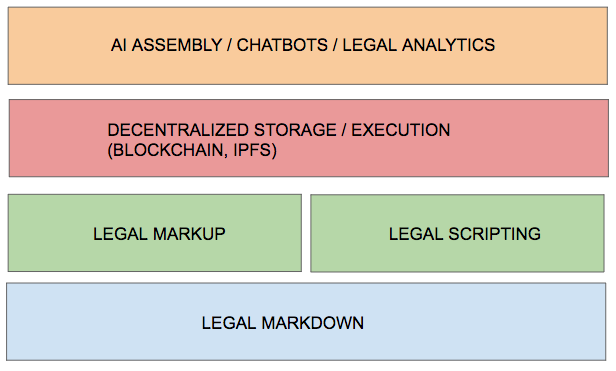 AI ASSEMBLY / CHATBOTS / LEGAL ANALYTICS
DECENTRALIZED STORAGE / EXECUTION
(BLOCKCHAIN, IPFS)
LEGAL MARKUP
LEGAL SCRIPTING
LEGAL MARKDOWN